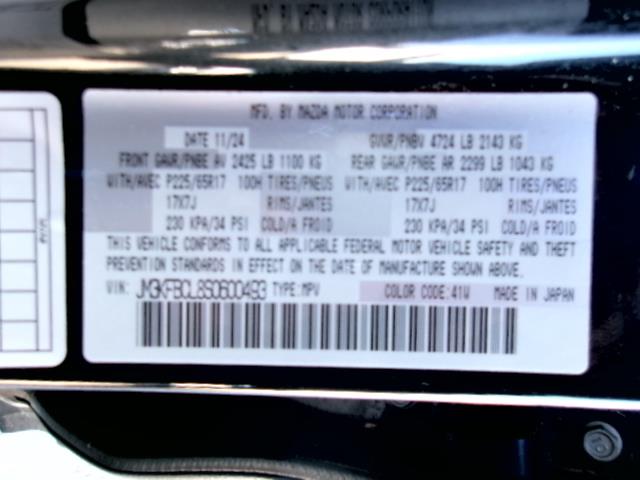 MFD. BY MAZDA MOTOR CORPORATION
DATE 11/24 GVWR/PNBV 4724 LB 2143 KG
FRONT GAWR/PNBE AV 2425 LB 1100 KG REAR GAWR/PNBE AR 2299 LB 1043 KG
WITH/AVEC P225/65R17 100H TIRES/PNEUS WITH/AVEC P225/65R17 100H TIRES/PNEUS
17X7J RIMS/JANTES 17X7J RIMS/JANTES
230 KPA/34 PSI COLD/A FROID 230 KPA/34 PSI COLD/A FROID
THIS VEHICLE CONFORMS TO ALL APPLICABLE FEDERAL MOTOR VEHICLE SAFETY AND THEFT
PREVENTION STANDARDS IN EFFECT ON THE DATE OF MANUFACTURE SHOWN ABOVE.
VIN: JM3KFBCL8S0600493 TYPE: MPV COLOR CODE: 41W MADE IN JAPAN